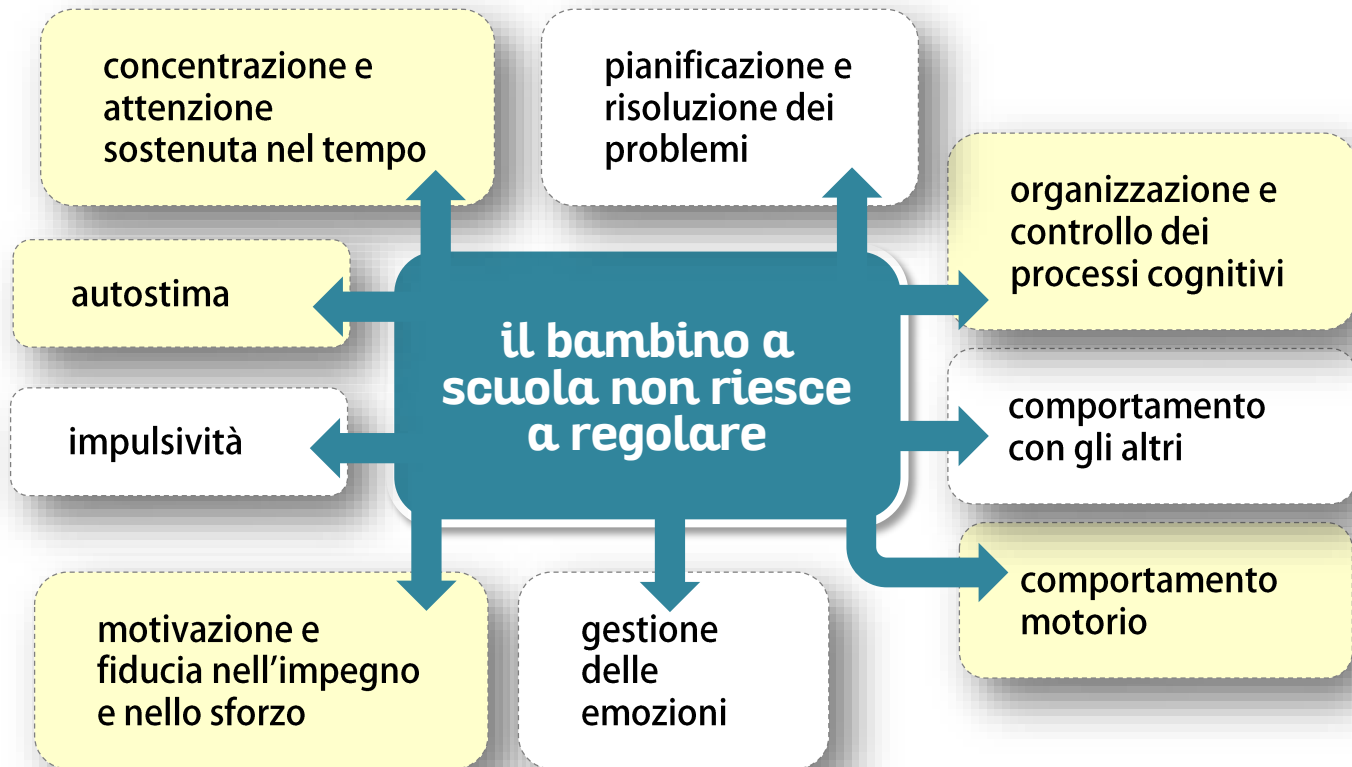 concentrazione e
attenzione
sostenuta nel tempo
pianificazione e
risoluzione dei
problemi
organizzazione e
controllo dei
processi cognitivi
autostima
il bambino a
scuola non riesce
a regolare
impulsività
comportamento
con gli altri
comportamento
motorio
motivazione e
fiducia nell'impegno
e nello sforzo
gestione
delle
emozioni